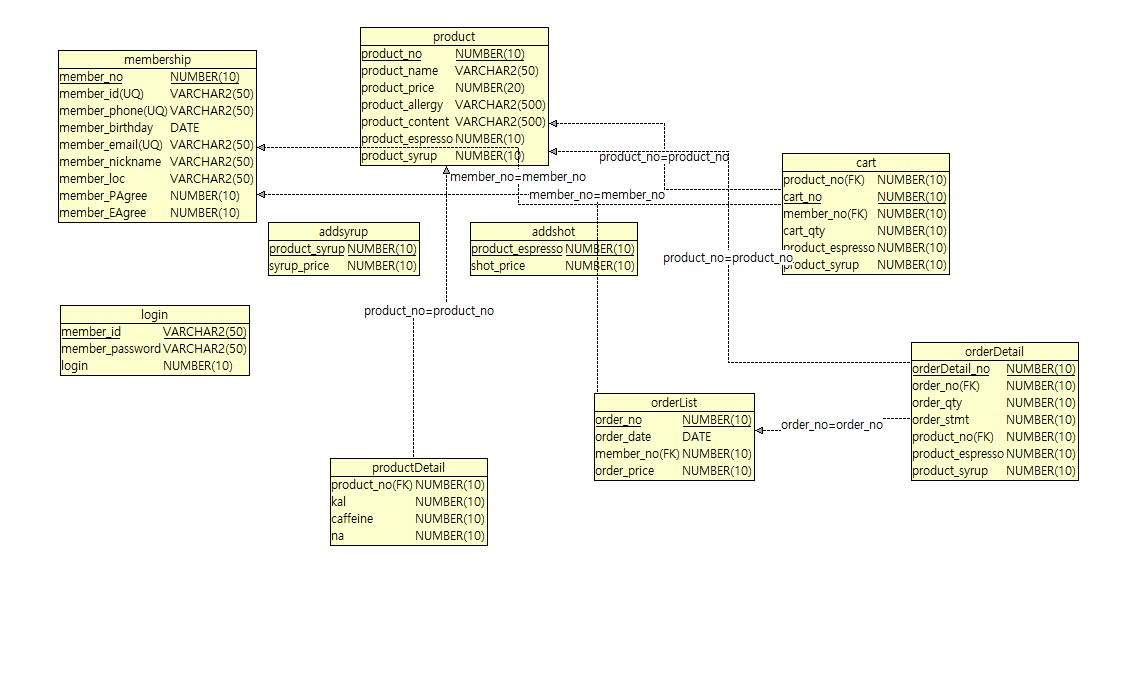 product
product_no NUMBER(10)
product_name VARCHAR2(50)
product_price NUMBER(20)
product_allergy VARCHAR2(500)
product_content VARCHAR2(500)
product_espresso NUMBER(10)
product_syrup NUMBER(10)
membership
member_no NUMBER(10)
member_id(UQ) VARCHAR2(50)
member_phone(UQ) VARCHAR2(50)
member_birthday DATE
member_email(UQ) VARCHAR2(50)
member_nickname VARCHAR2(50)
member_loc VARCHAR2(50)
member_PAgree NUMBER(10)
member_EAgree NUMBER(10)
product_no=product_no
member_no=member_no
member_no=member_no
cart
product_no(FK) NUMBER(10)
cart_no NUMBER(10)
member_no(FK) NUMBER(10)
cart_qty NUMBER(10)
product_espresso NUMBER(10)
product_syrup NUMBER(10)
addsyrup
product_syrup NUMBER(10)
syrup_price NUMBER(10)
addshot
product_espresso NUMBER(10)
shot_price NUMBER(10)
product_no=product_no
login
member_id VARCHAR2(50)
member_password VARCHAR2(50)
login NUMBER(10)
product_no=product_no
orderDetail
orderDetail_no NUMBER(10)
order_no(FK) NUMBER(10)
order_qty NUMBER(10)
order_stmt NUMBER(10)
product_no(FK) NUMBER(10)
product_espresso NUMBER(10)
product_syrup NUMBER(10)
orderList
order_no NUMBER(10)
order_date DATE
member_no(FK) NUMBER(10)
order_price NUMBER(10)
order_no=order_no
productDetail
product_no(FK) NUMBER(10)
kal NUMBER(10)
caffeine NUMBER(10)
na NUMBER(10)